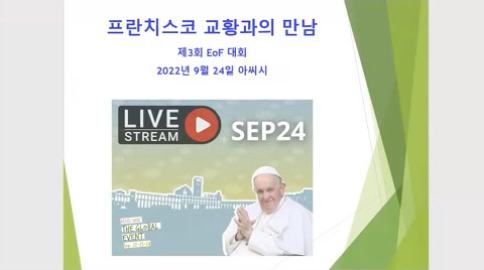 프란치스코 교황과의 만남
제3회 EoF 대회
2022년 9월 24일 아씨시
LIVE
STREAM
SEP24
THE GLOBAL
EVENT